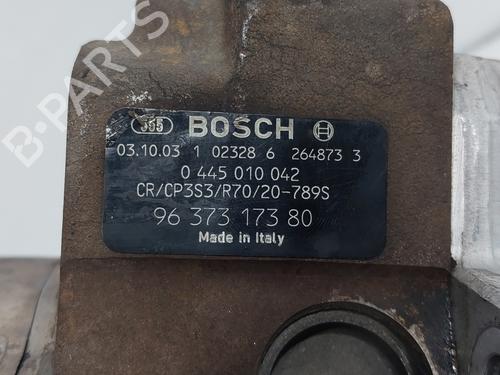 B-PARTS
385 BOSCH
03.10.03 1 02328 6 264873 3
0 445 010 042
CR/CP3S3/R70/20-789S
96 373 173 80
Made in Italy